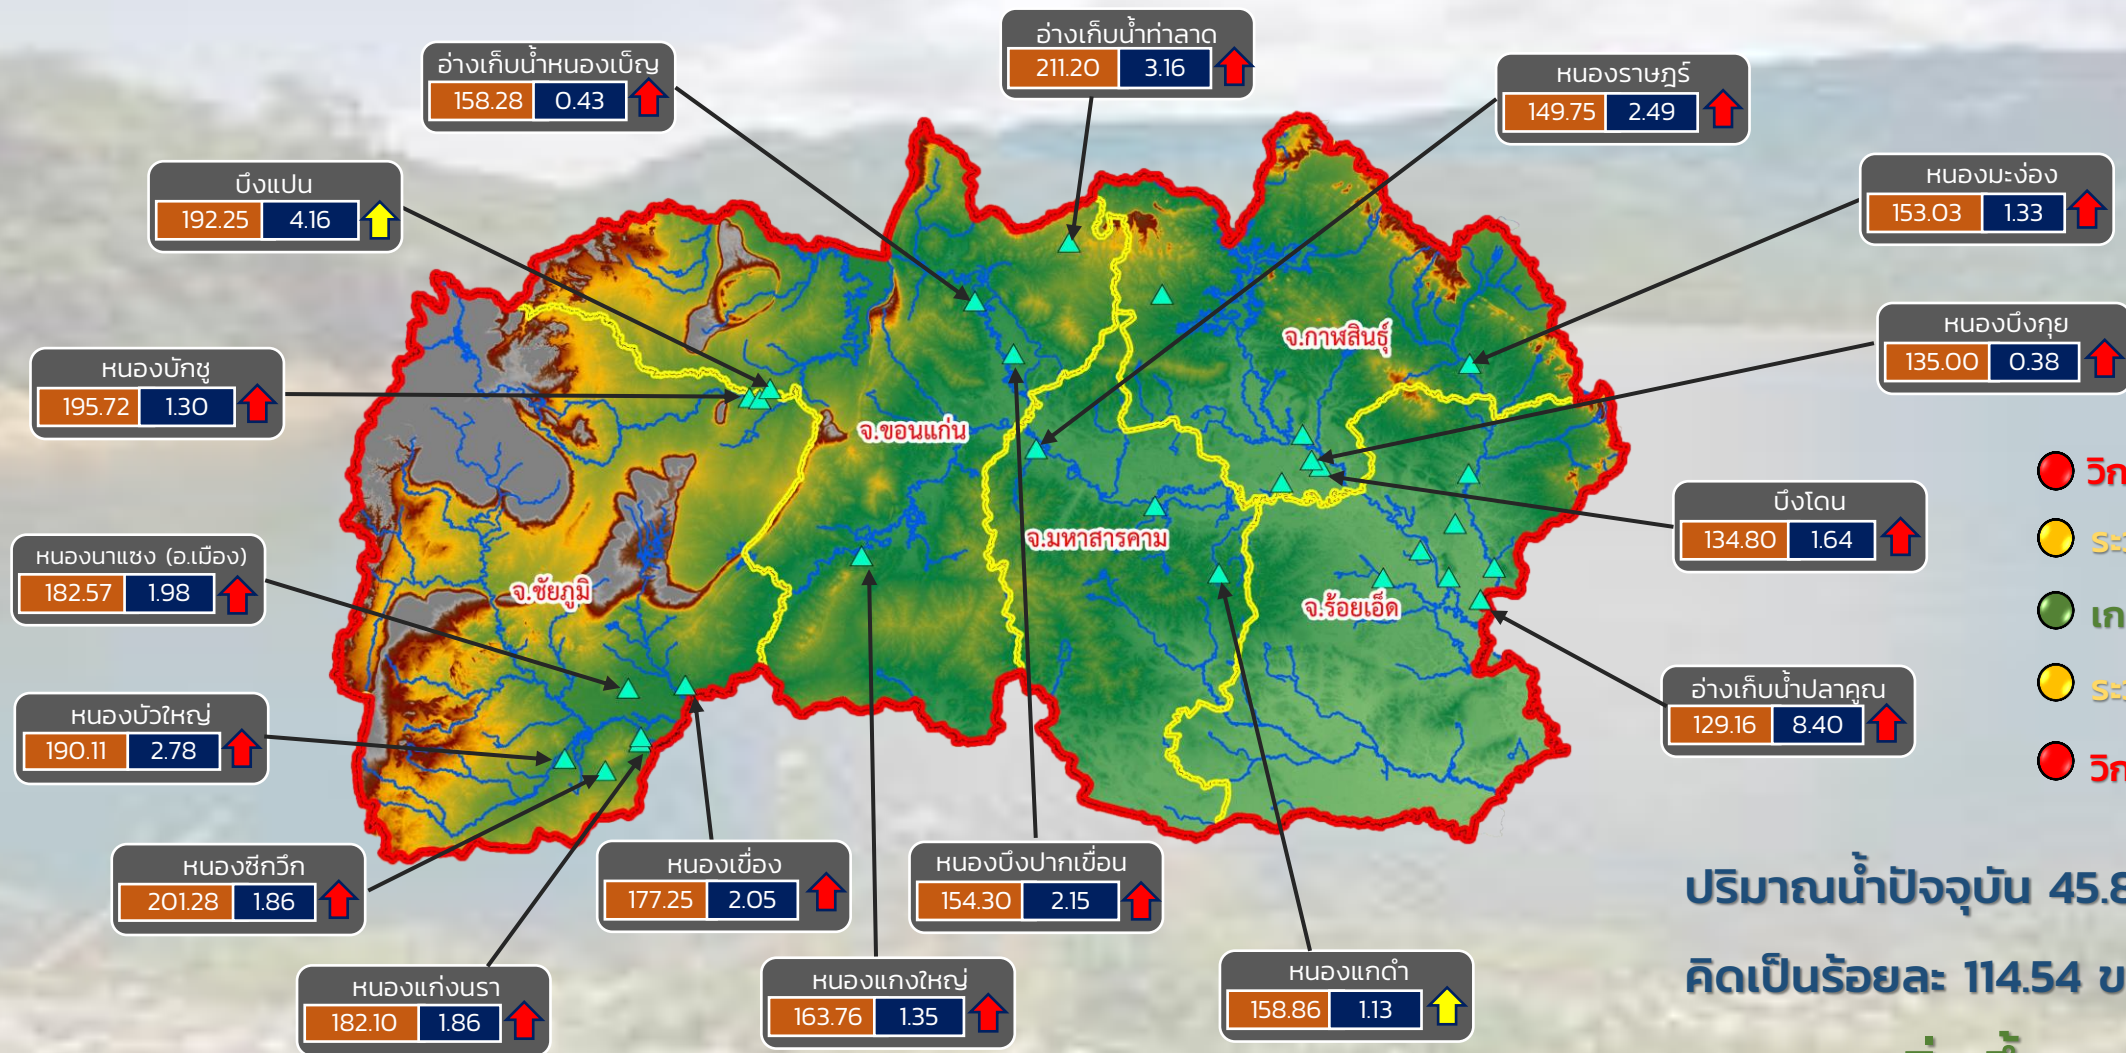 อ่างเก็บน้ำท่าลาด
211.20 3.16
อ่างเก็บน้ำหนองเบ็ญ
158.28 0.43
หนองราษฎร์
149.75 2.49
บึงแปน
192.25 4.16
หนองมะง่อง
153.03 1.33
หนองบึงกุย
135.00 0.38
จ.กาฬสินธุ์
หนองบักชู
195.72 1.30
จ.ขอนแก่น
บึงโดน
134.80 1.64
จ.มหาสารคาม
หนองนาแซง (อ.เมือง)
182.57 1.98
จ.ชัยภูมิ
จ.ร้อยเอ็ด
อ่างเก็บน้ำปลาคูณ
129.16 8.40
หนองบัวใหญ่
190.11 2.78
หนองซีกวึก
201.28 1.86
หนองเขื่อง
177.25 2.05
หนองบึงปากเขื่อน
154.30 2.15
หนองแก่งนรา
182.10 1.86
หนองแกงใหญ่
163.76 1.35
หนองแกดำ
158.86 1.13
วิก
ระ
เก
ระ
วิก
ปริมาณน้ำปัจจุบัน 45.8
คิดเป็นร้อยละ 114.54 ข